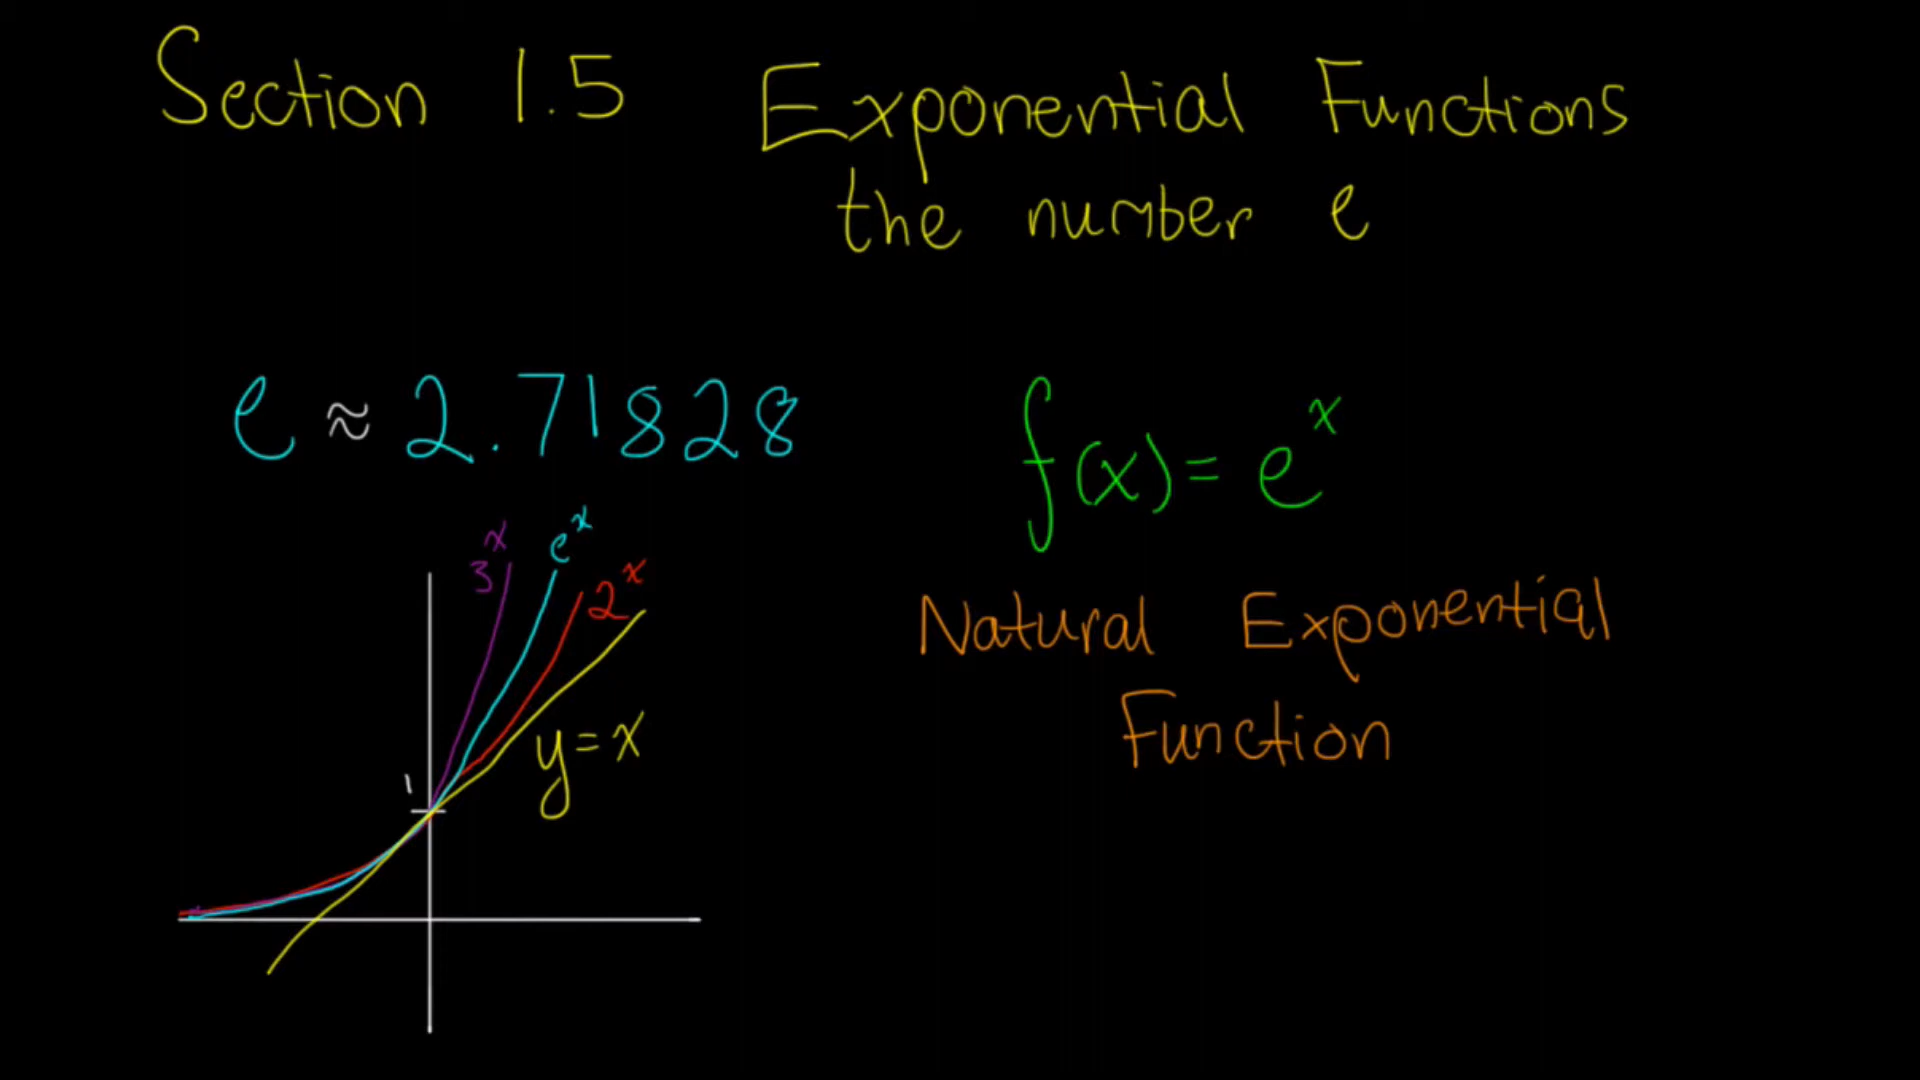 Section 1.5 Exponential Functions
the number e
e ≈ 2.71828
f(x) = e^x
3^x
e^x
2^x
Natural Exponential
Function
y = x
1